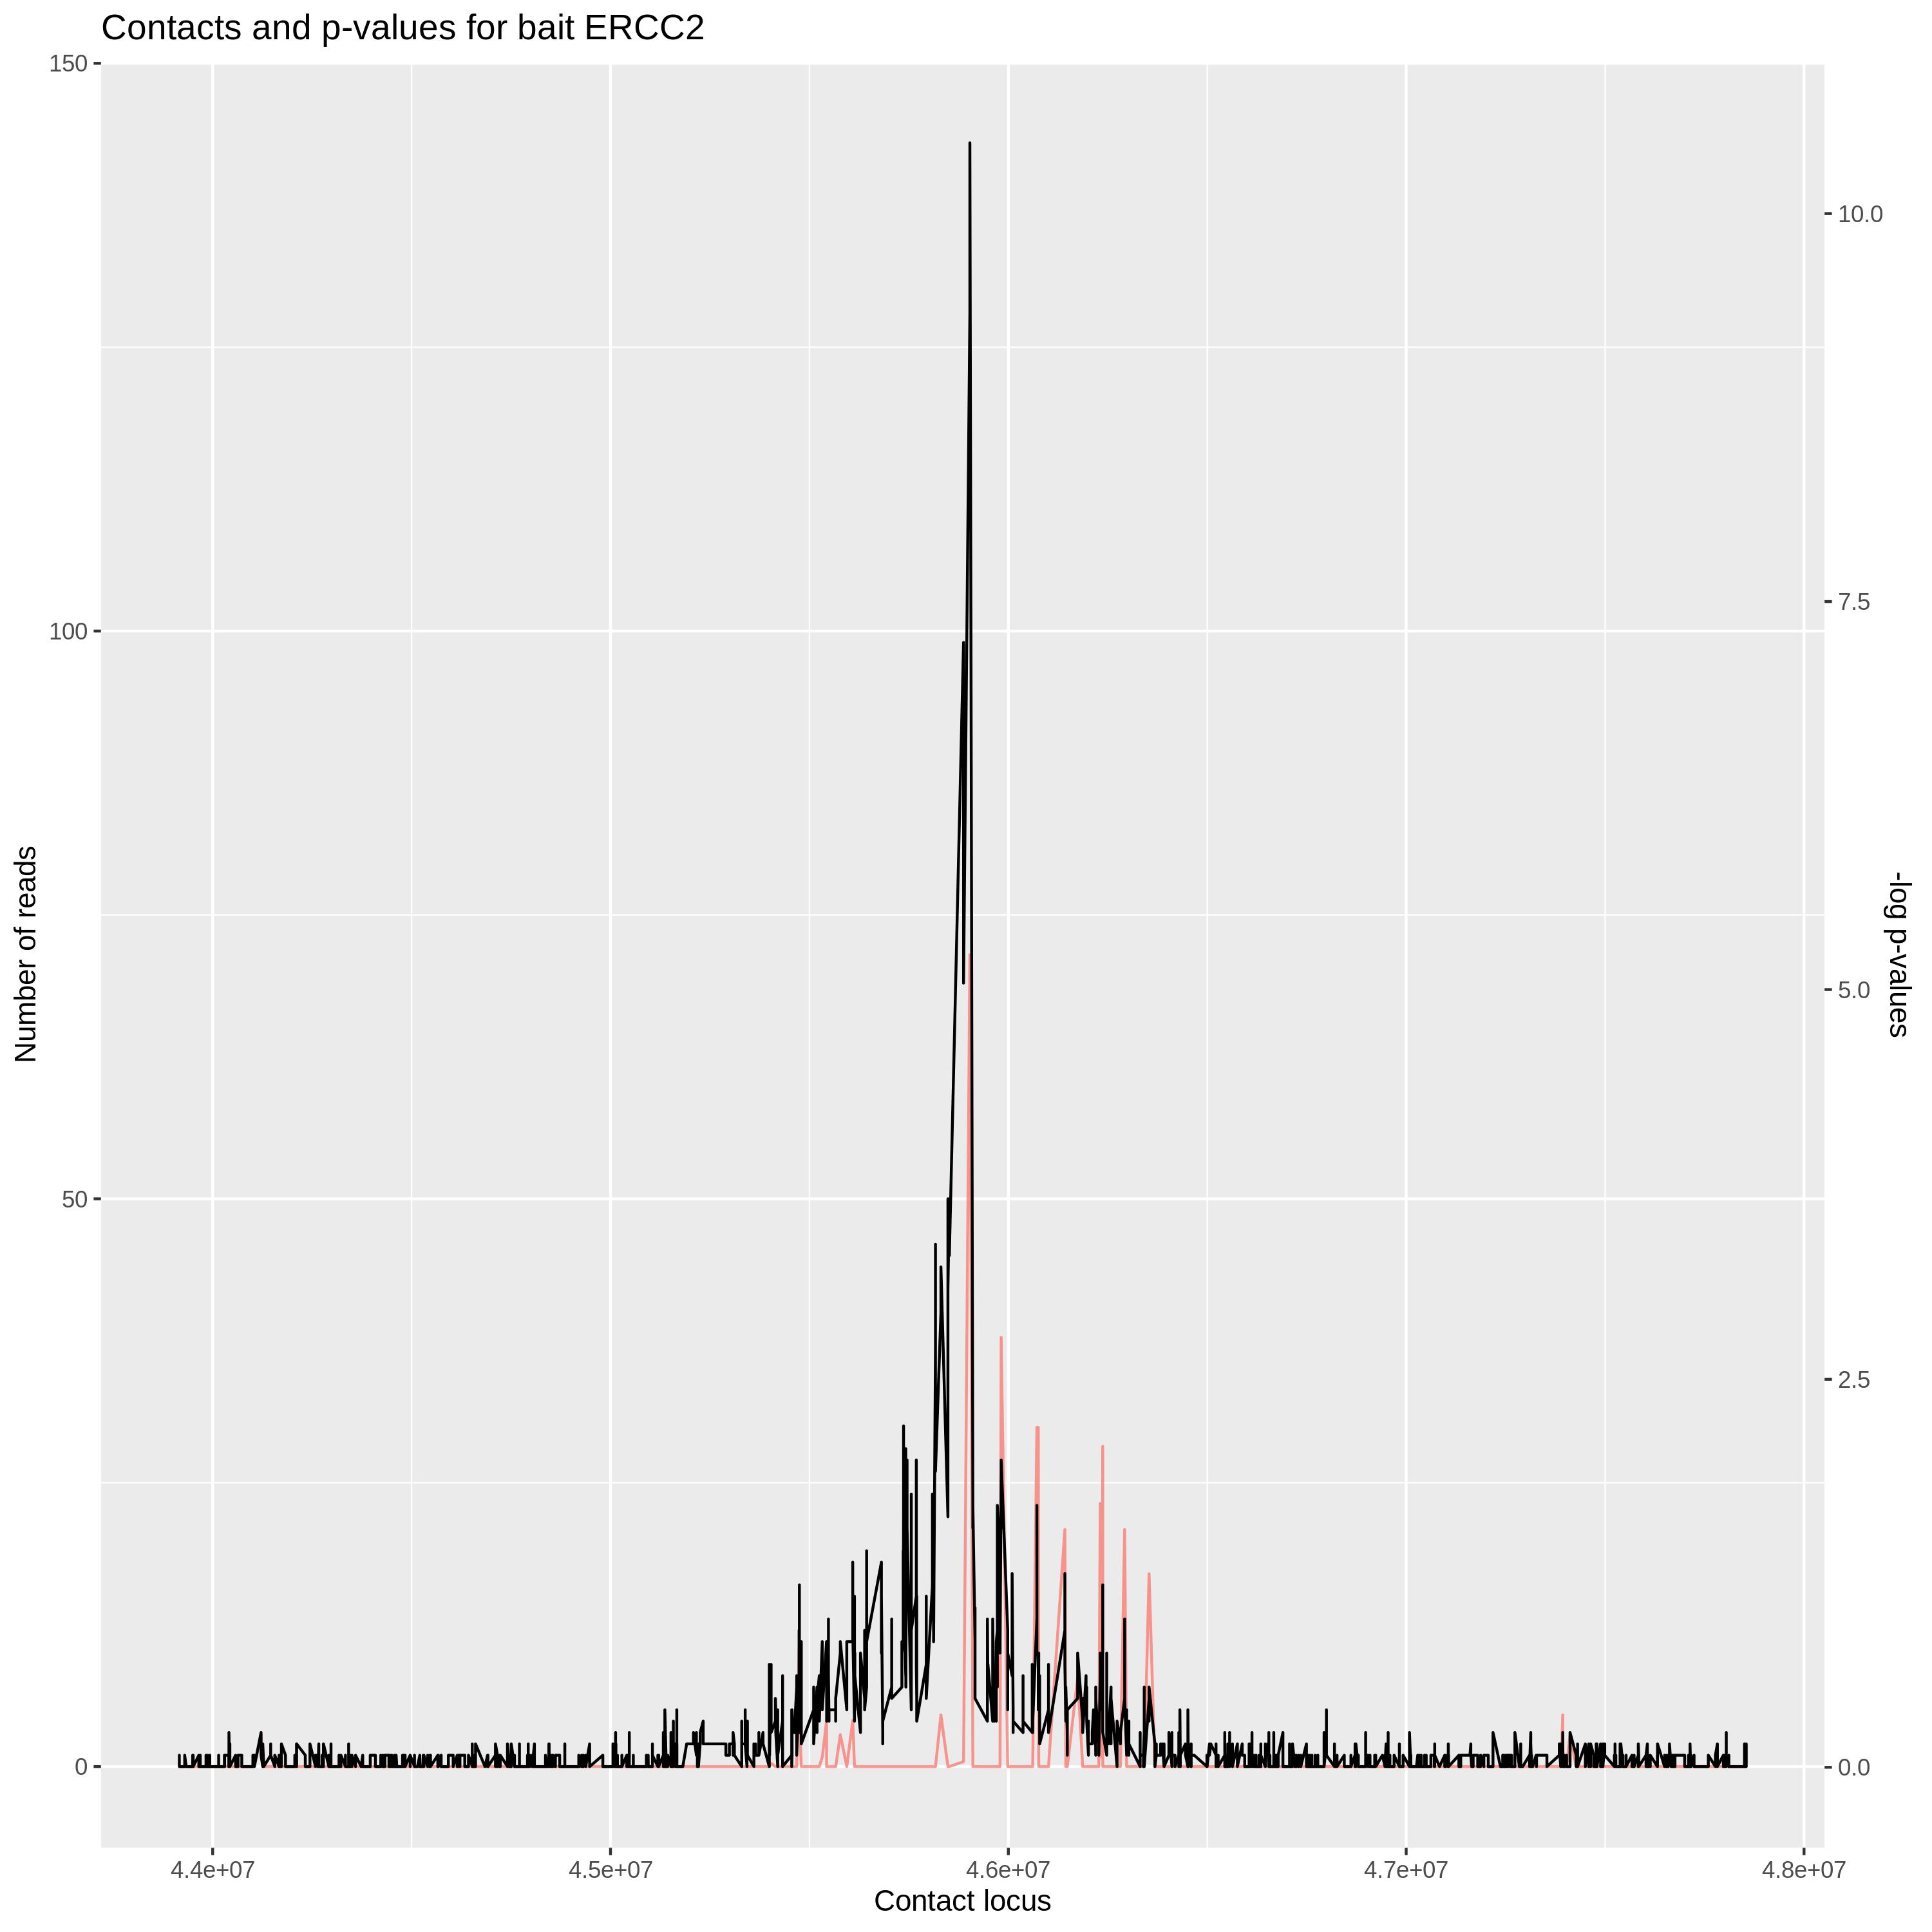 Contacts and p-values for bait ERCC2
150
100
50
0
Number of reads
10.0
7.5
5.0
2.5
0.0
-log p-values
4.4e+07 4.5e+07 4.6e+07 4.7e+07 4.8e+07
Contact locus